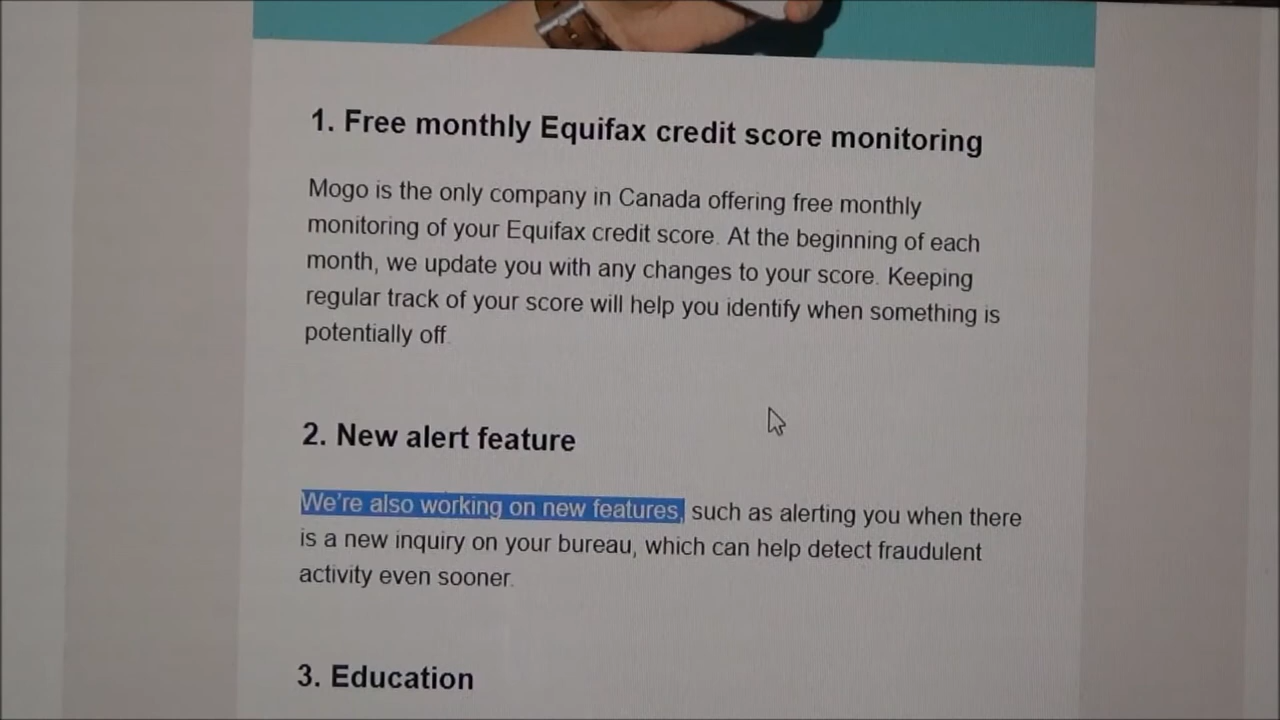 1. Free monthly Equifax credit score monitoring
Mogo is the only company in Canada offering free monthly
monitoring of your Equifax credit score. At the beginning of each
month, we update you with any changes to your score. Keeping
regular track of your score will help you identify when something is
potentially off.
2. New alert feature
We're also working on new features, such as alerting you when there
is a new inquiry on your bureau, which can help detect fraudulent
activity even sooner.
3. Education